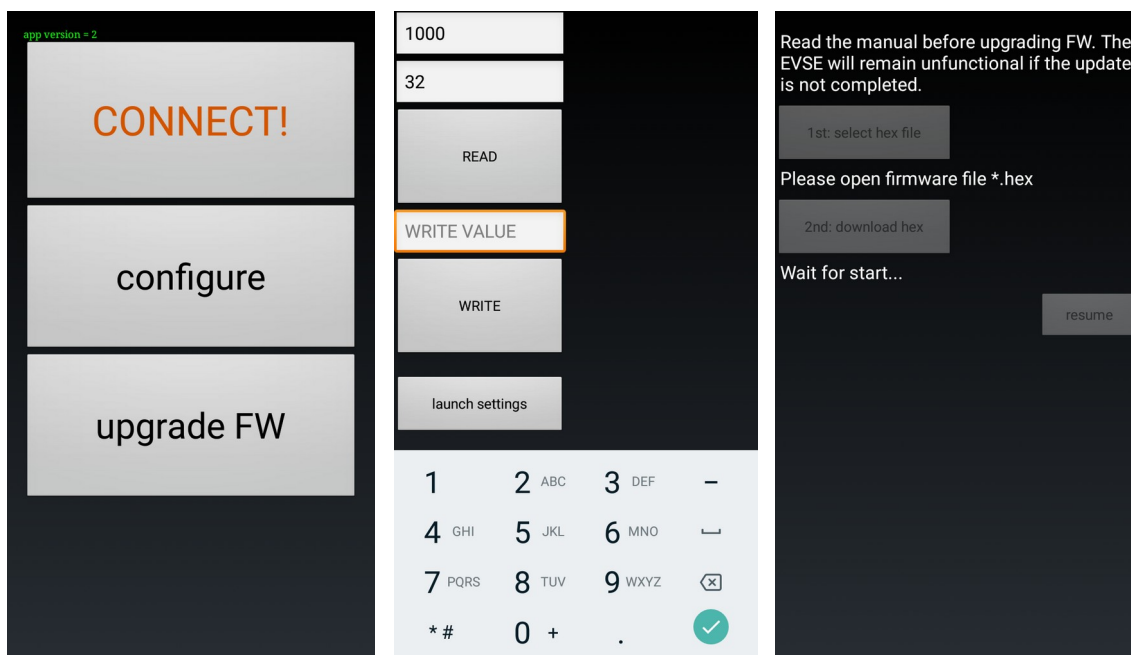 app version = 2
CONNECT!
configure
upgrade FW
1000
32
READ
WRITE VALUE
WRITE
launch settings
1 2 ABC 3 DEF –
4 GHI 5 JKL 6 MNO
7 PQRS 8 TUV 9 WXYZ
* # 0 + .
Read the manual before upgrading FW. The
EVSE will remain unfunctional if the update
is not completed.
1st: select hex file
Please open firmware file *.hex
2nd: download hex
Wait for start...
resume